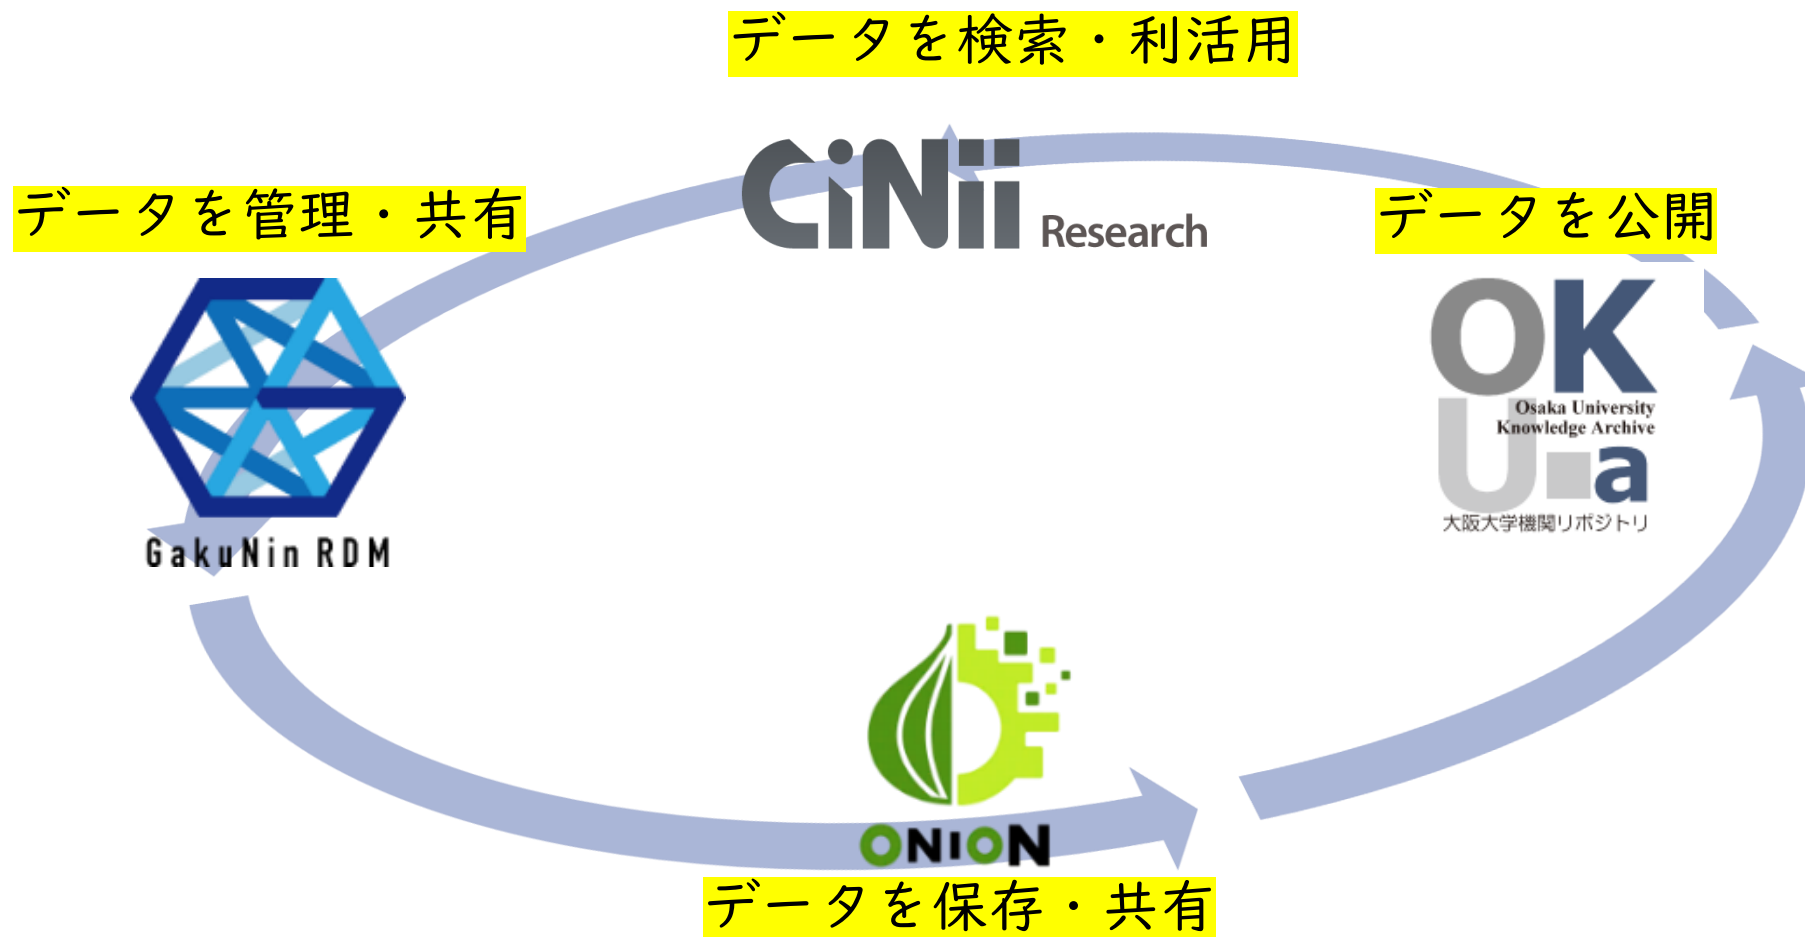 データを検索・利活用
CiNii Research
データを管理・共有
GakuNin RDM
データを公開
OUKa
Osaka University
Knowledge Archive
大阪大学機関リポジトリ
ONION
データを保存・共有